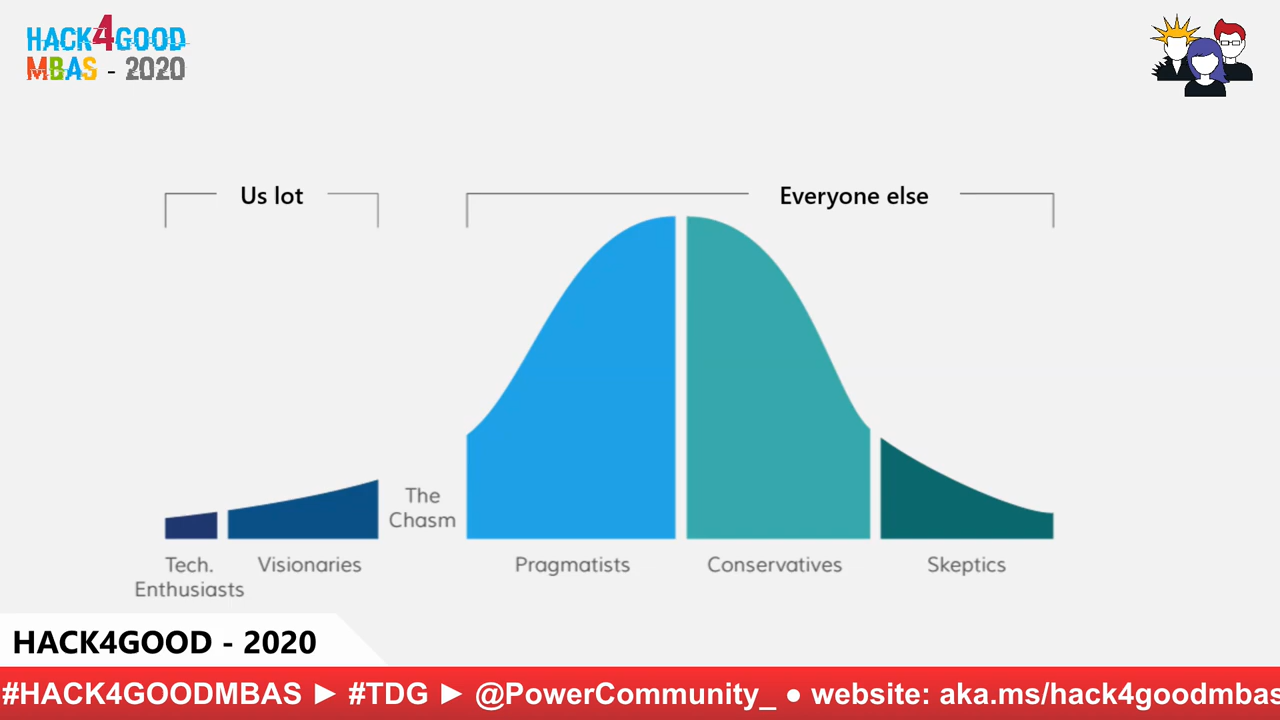 HACK4GOOD
MBAS - 2020
Us lot
Everyone else
The
Chasm
Tech.
Enthusiasts
Visionaries
Pragmatists
Conservatives
Skeptics
HACK4GOOD - 2020
#HACK4GOODMBAS ► #TDG ► @PowerCommunity_ ● website: aka.ms/hack4goodmbas